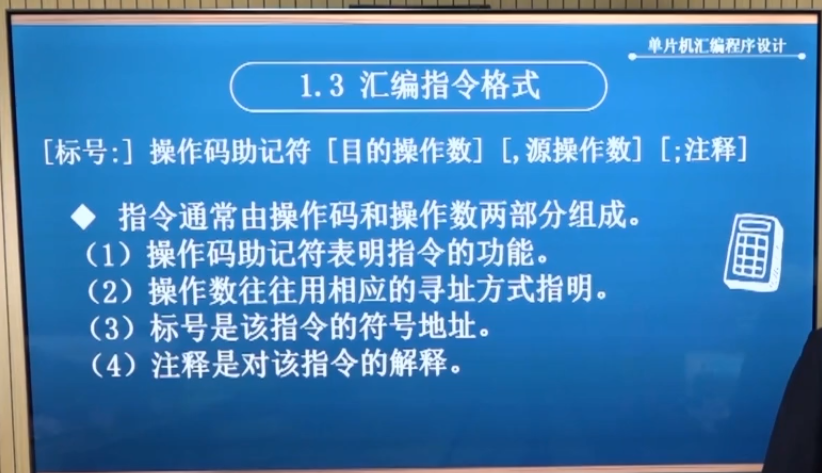 单片机汇编程序设计
1.3 汇编指令格式
[标号:] 操作码助记符 [目的操作数] [,源操作数] [;注释]
◆ 指令通常由操作码和操作数两部分组成。
（1）操作码助记符表明指令的功能。
（2）操作数往往用相应的寻址方式指明。
（3）标号是该指令的符号地址。
（4）注释是对该指令的解释。